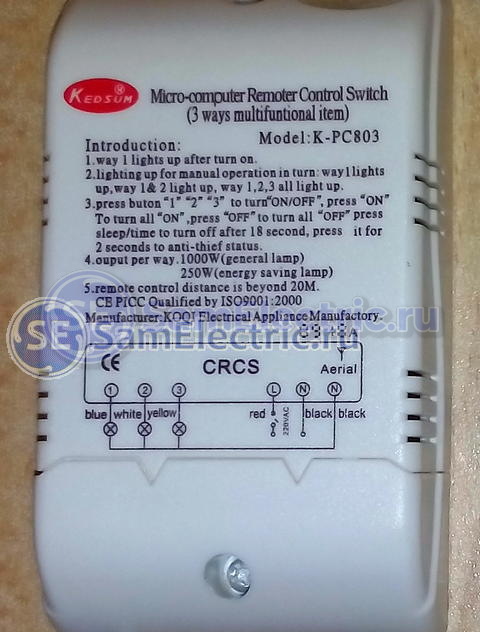 KEDSUM®
Micro-computer Remoter Control Switch
(3 ways multifuntional item)
Model:K-PC803
Introduction:
1.way 1 lights up after turn on.
2.lighting up for manual operation in turn: way1 lights
up,way 1& 2 light up, way 1,2,3 all light up.
3.press buton "1" "2" "3" to turn"ON/OFF", press "ON"
To turn all "ON",press "OFF" to turn all "OFF" press
sleep/time to turn off after 18 second, press it for
2 seconds to anti-thief status.
4.ouput per way. 1000W(general lamp)
250W(energy saving lamp)
5.remote control distance is beyond 20M.
CE PICC Qualified by ISO9001:2000
Manufacturer:KOQI Electrical Appliance Manufactory.
SE SamElectric.ru
CE CRCS Aerial
1 2 3 L N N
blue white yellow red 220VAC black black